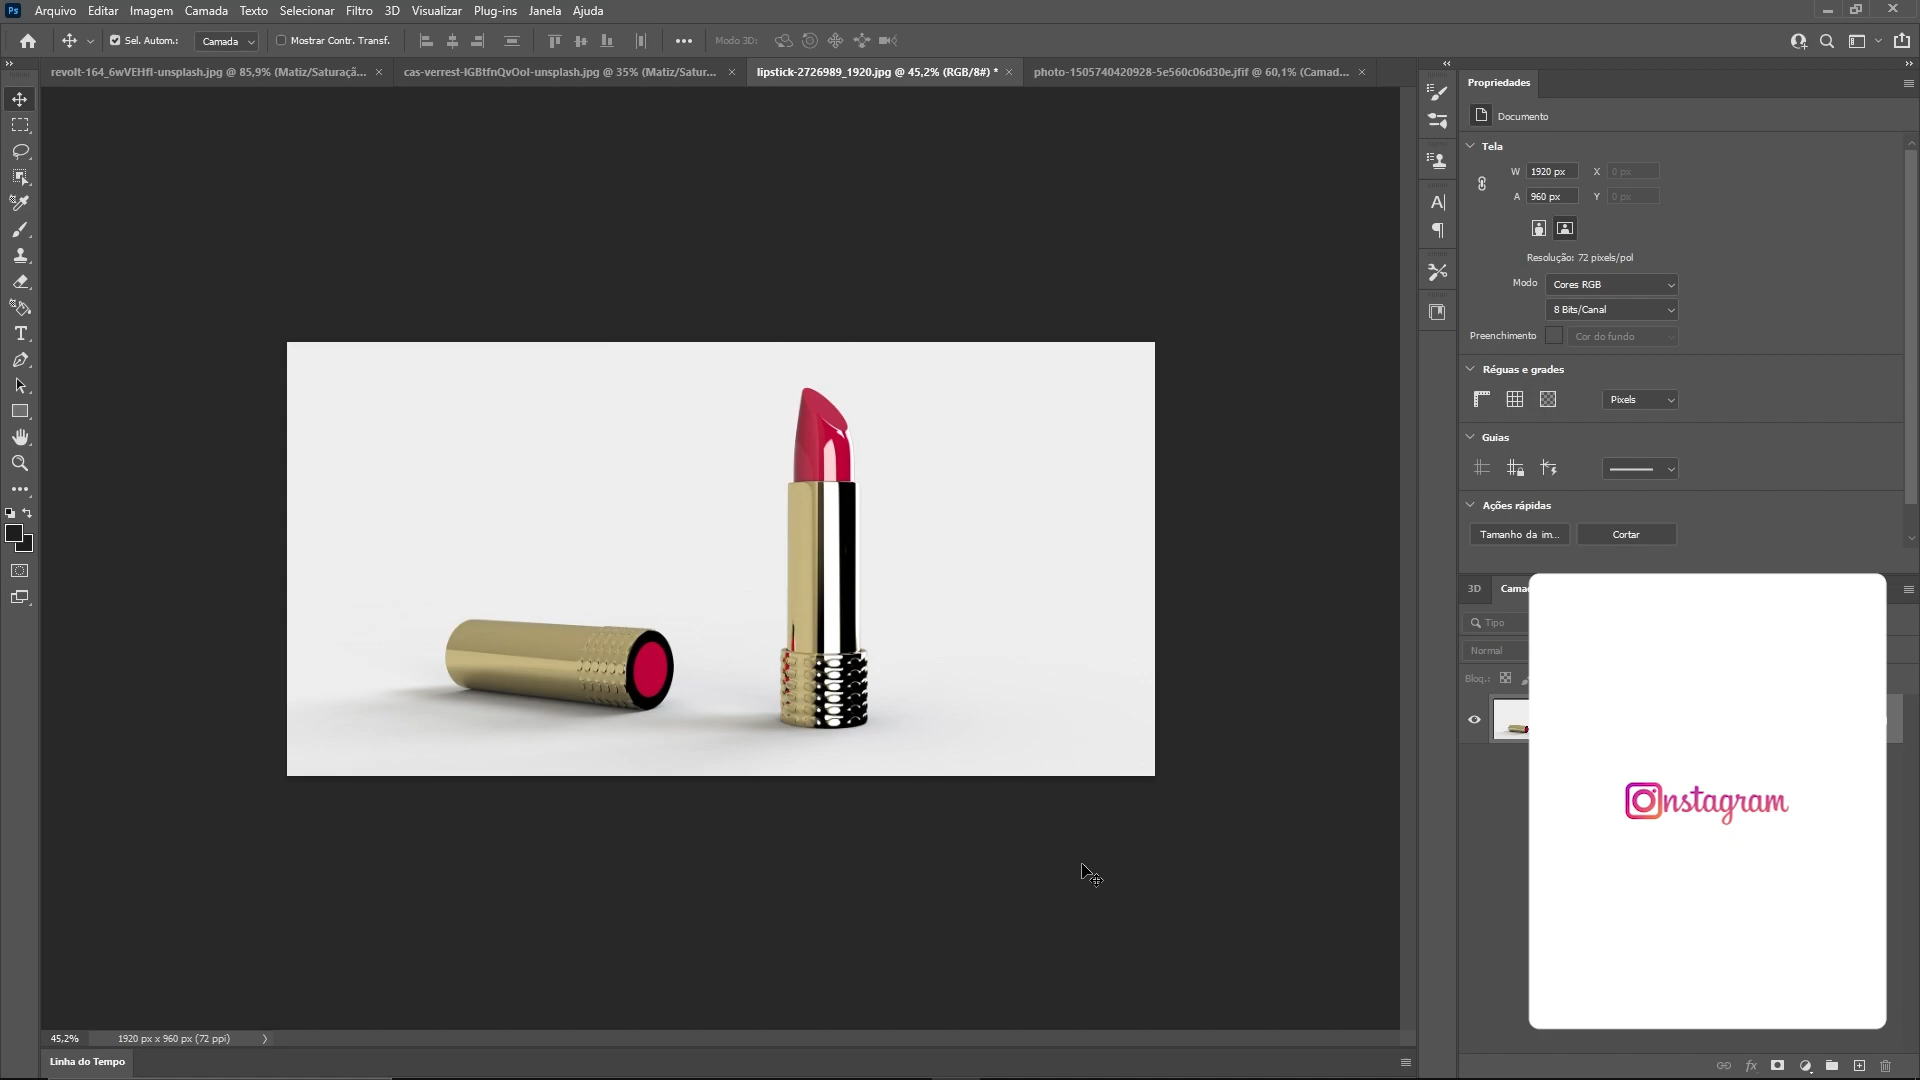 Ps Arquivo Editar Imagem Camada Texto Selecionar Filtro 3D Visualizar Plug-ins Janela Ajuda
Sel. Autom.: Camada Mostrar Contr. Transf. Modo 3D:
revolt-164_6wVEHfI-unsplash.jpg @ 85,9% (Matiz/Saturaçã...
cas-verrest-IGBtfnQvOoI-unsplash.jpg @ 35% (Matiz/Satur...
lipstick-2726989_1920.jpg @ 45,2% (RGB/8#) *
photo-1505740420928-5e560c06d30e.jfif @ 60,1% (Camad...
Propriedades
Documento
Tela
W 1920 px X 0 px
A 960 px Y 0 px
Resolução: 72 pixels/pol
Modo Cores RGB
8 Bits/Canal
Preenchimento Cor do fundo
Réguas e grades
Pixels
Guias
Ações rápidas
Tamanho da im... Cortar
3D Camad
Tipo
Normal
Bloq.:
Instagram
45,2% 1920 px x 960 px (72 ppi)
Linha do Tempo